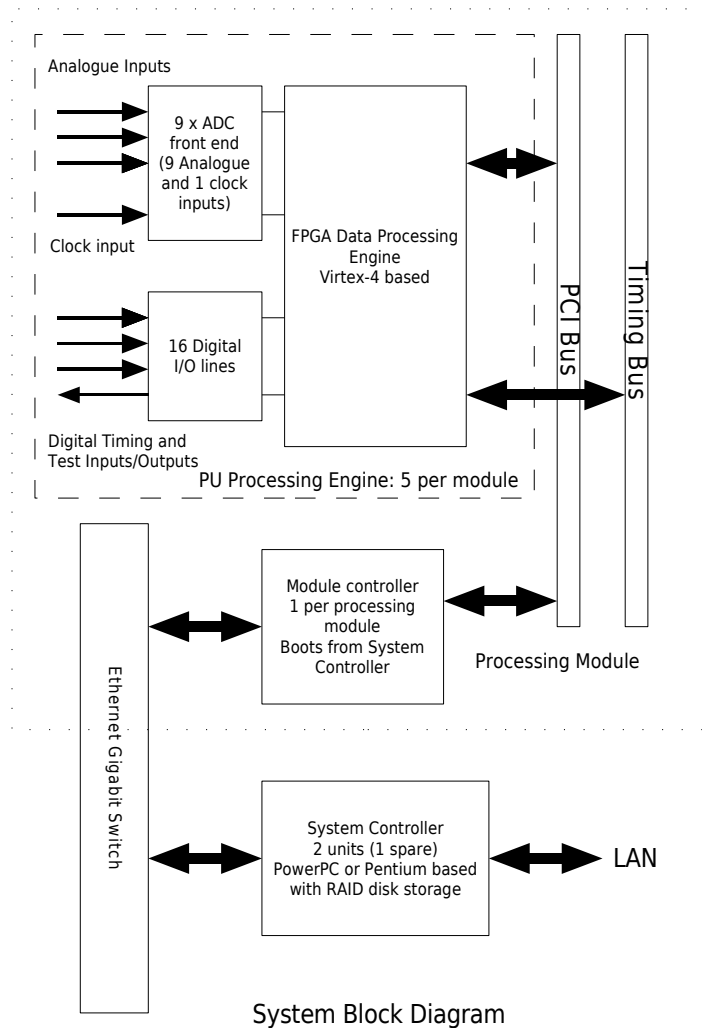 Analogue Inputs
9 x ADC
front end
(9 Analogue
and 1 clock
inputs)
Clock input
FPGA Data Processing
Engine
Virtex-4 based
16 Digital
I/O lines
Digital Timing and
Test Inputs/Outputs
PU Processing Engine: 5 per module
PCI Bus
Timing Bus
Module controller
1 per processing
module
Boots from System
Controller
Processing Module
Ethernet Gigabit Switch
System Controller
2 units (1 spare)
PowerPC or Pentium based
with RAID disk storage
LAN
System Block Diagram